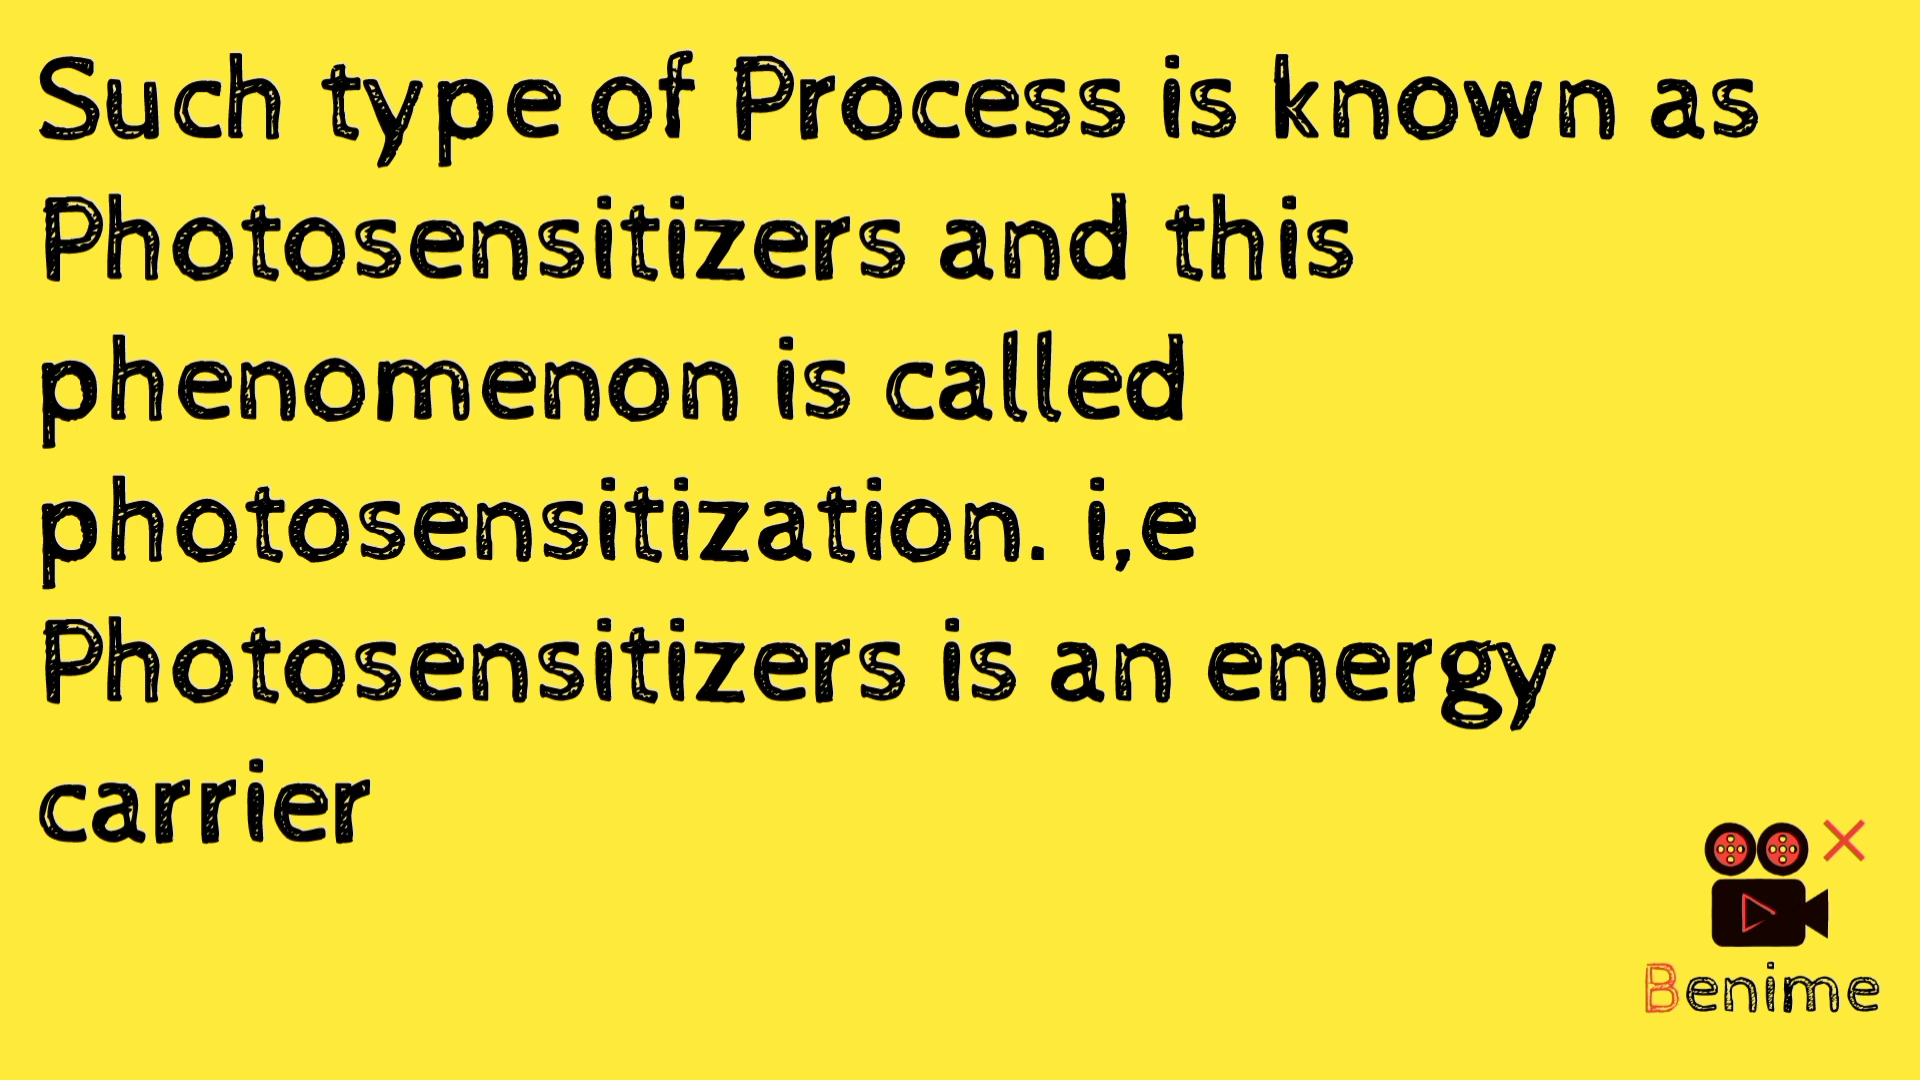 Such type of Process is known as
Photosensitizers and this
phenomenon is called
photosensitization. i,e
Photosensitizers is an energy
carrier
Benime